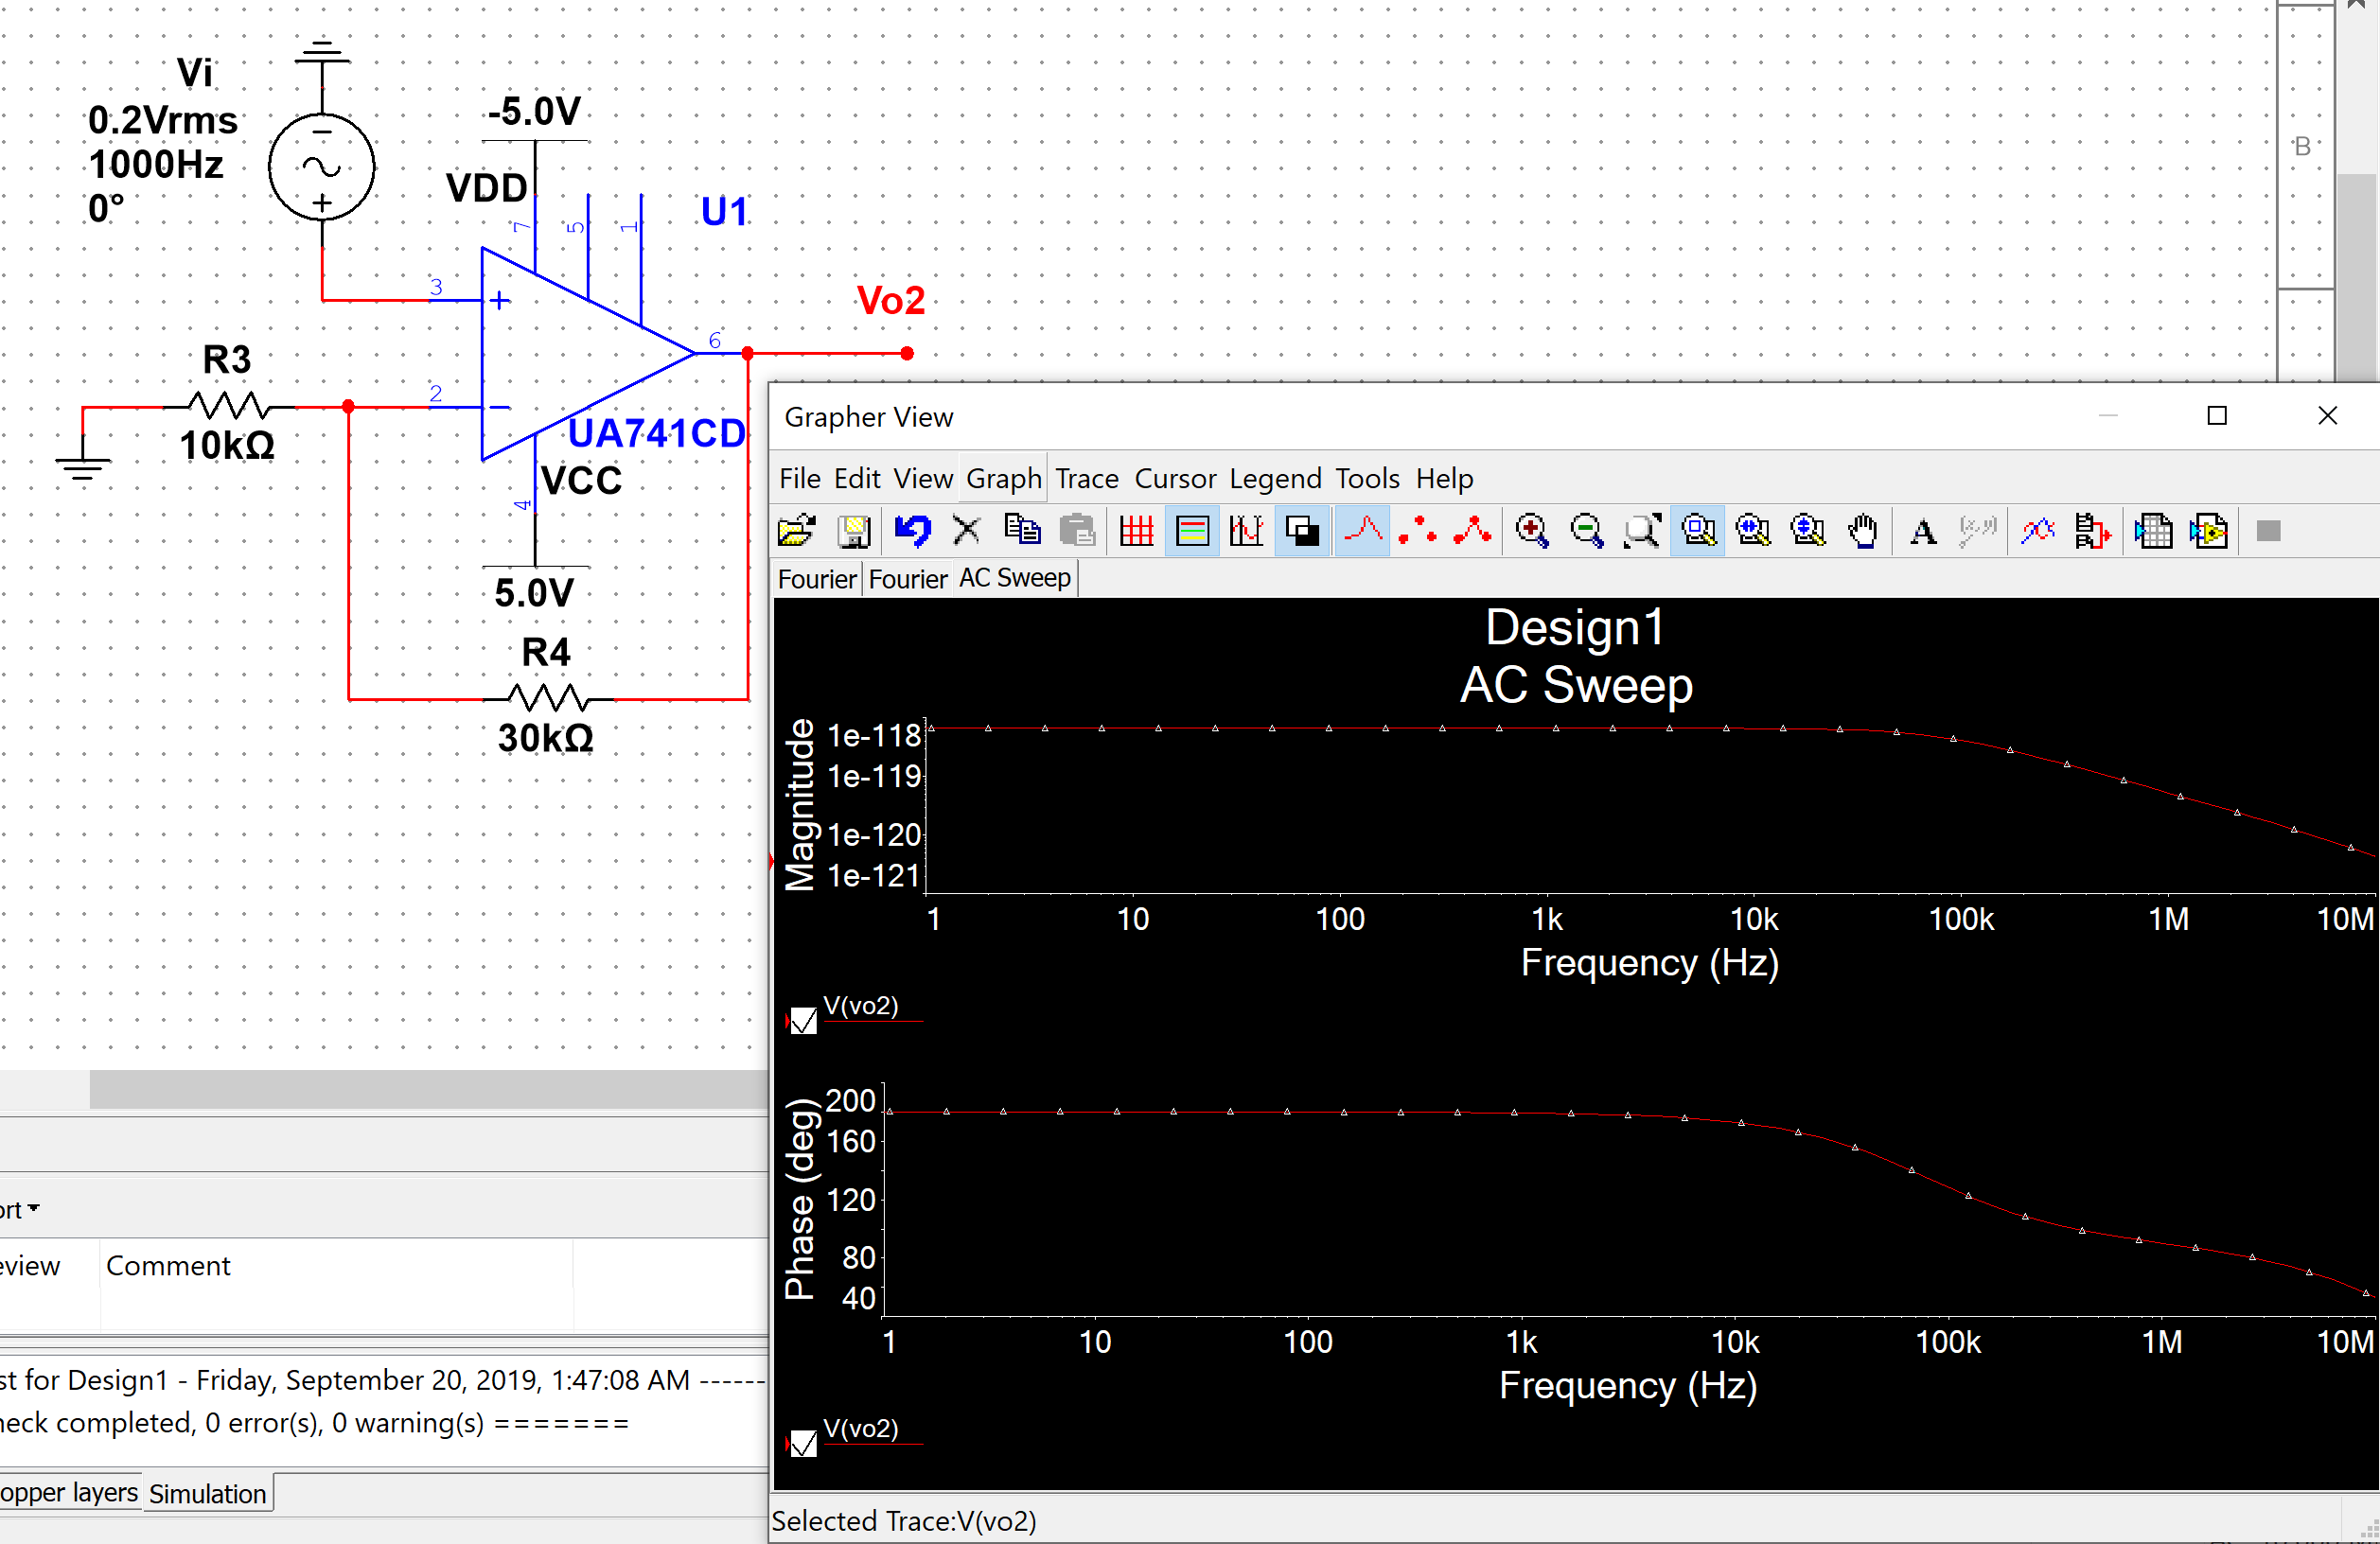 Vi
0.2Vrms
1000Hz
0°
-5.0V
VDD
7
5
1
U1
3
+
Vo2
6
R3
10kΩ
2
UA741CD
VCC
4
5.0V
R4
30kΩ
B
Grapher View
File Edit View Graph Trace Cursor Legend Tools Help
A
Fourier Fourier AC Sweep
Design1
AC Sweep
Magnitude
1e-118
1e-119
1e-120
1e-121
1 10 100 1k 10k 100k 1M 10M
Frequency (Hz)
V(vo2)
Phase (deg)
200
160
120
80
40
1 10 100 1k 10k 100k 1M 10M
Frequency (Hz)
V(vo2)
Selected Trace:V(vo2)
ort
eview Comment
st for Design1 - Friday, September 20, 2019, 1:47:08 AM ------
heck completed, 0 error(s), 0 warning(s) =======
opper layers Simulation